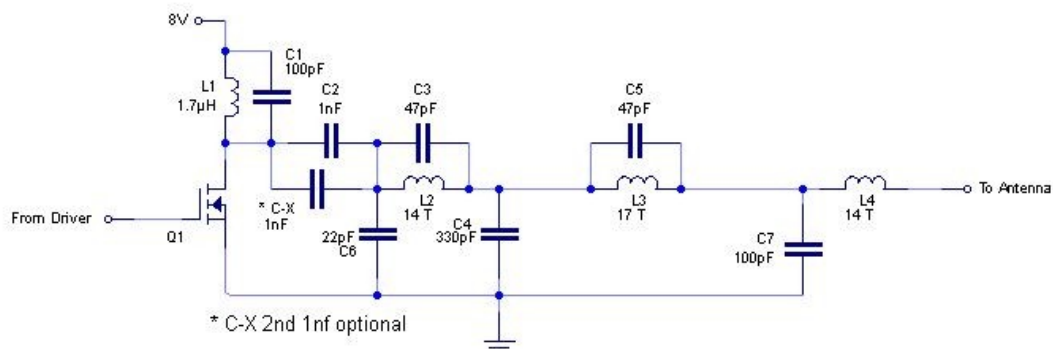 8V
C1
100pF
L1
1.7µH
C2
1nF
C3
47pF
C5
47pF
* C-X
1nF
L2
14 T
L3
17 T
L4
14 T
To Antenna
From Driver
Q1
22pF
C6
C4
330pF
C7
100pF
* C-X 2nd 1nf optional